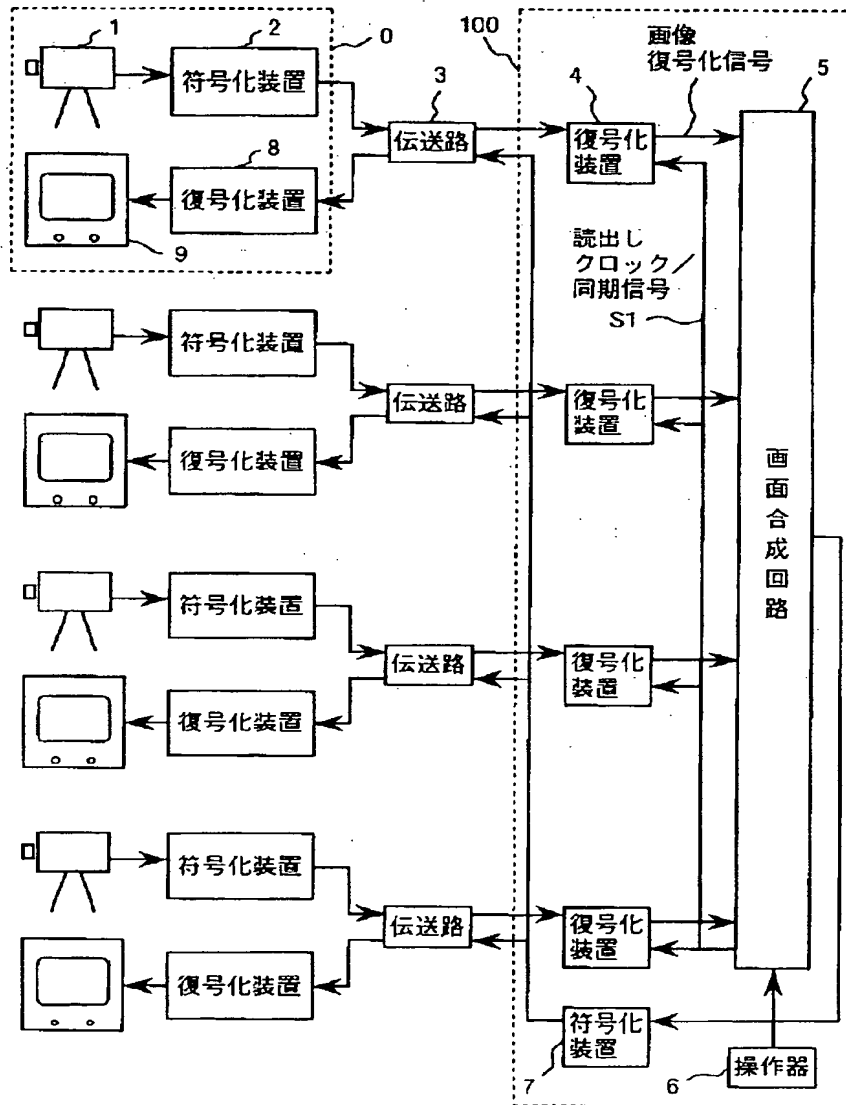 1
2
0
100
画像
復号化信号
5
符号化装置
3
4
伝送路
復号化
装置
8
復号化装置
9
読出し
クロック/
同期信号
S1
符号化装置
伝送路
復号化
装置
復号化装置
画面合成回路
符号化装置
伝送路
復号化
装置
復号化装置
符号化装置
伝送路
復号化
装置
復号化装置
符号化
装置
7
6
操作器